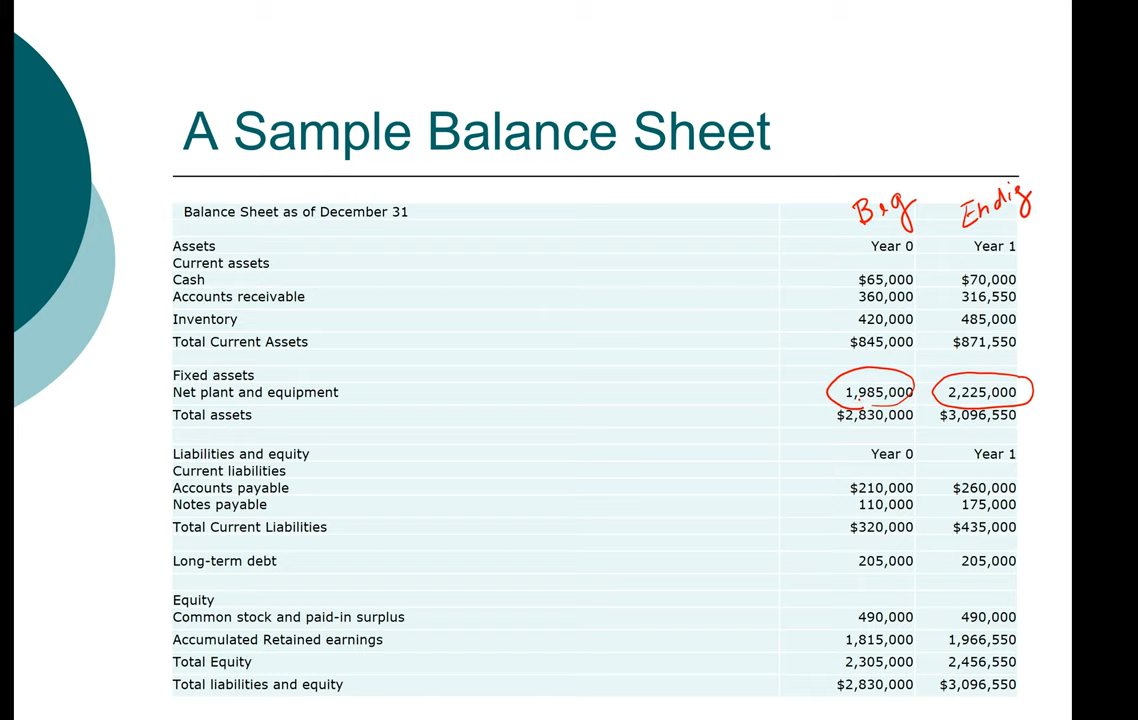 A Sample Balance Sheet
Balance Sheet as of December 31 Beg Endig
Assets Year 0 Year 1
Current assets
Cash $65,000 $70,000
Accounts receivable 360,000 316,550
Inventory 420,000 485,000
Total Current Assets $845,000 $871,550
Fixed assets
Net plant and equipment 1,985,000 2,225,000
Total assets $2,830,000 $3,096,550
Liabilities and equity Year 0 Year 1
Current liabilities
Accounts payable $210,000 $260,000
Notes payable 110,000 175,000
Total Current Liabilities $320,000 $435,000
Long-term debt 205,000 205,000
Equity
Common stock and paid-in surplus 490,000 490,000
Accumulated Retained earnings 1,815,000 1,966,550
Total Equity 2,305,000 2,456,550
Total liabilities and equity $2,830,000 $3,096,550